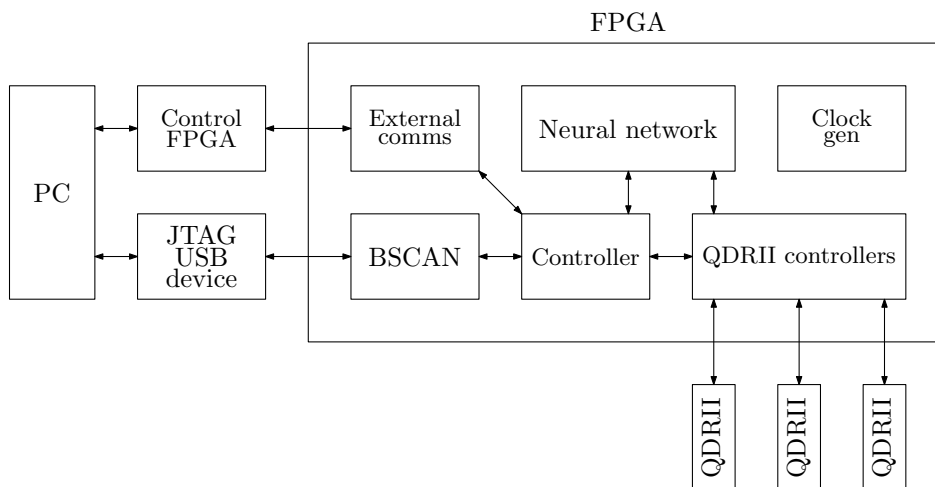 FPGA
PC
Control
FPGA
External
comms
Neural network
Clock
gen
JTAG
USB
device
BSCAN
Controller
QDRII controllers
QDRII
QDRII
QDRII